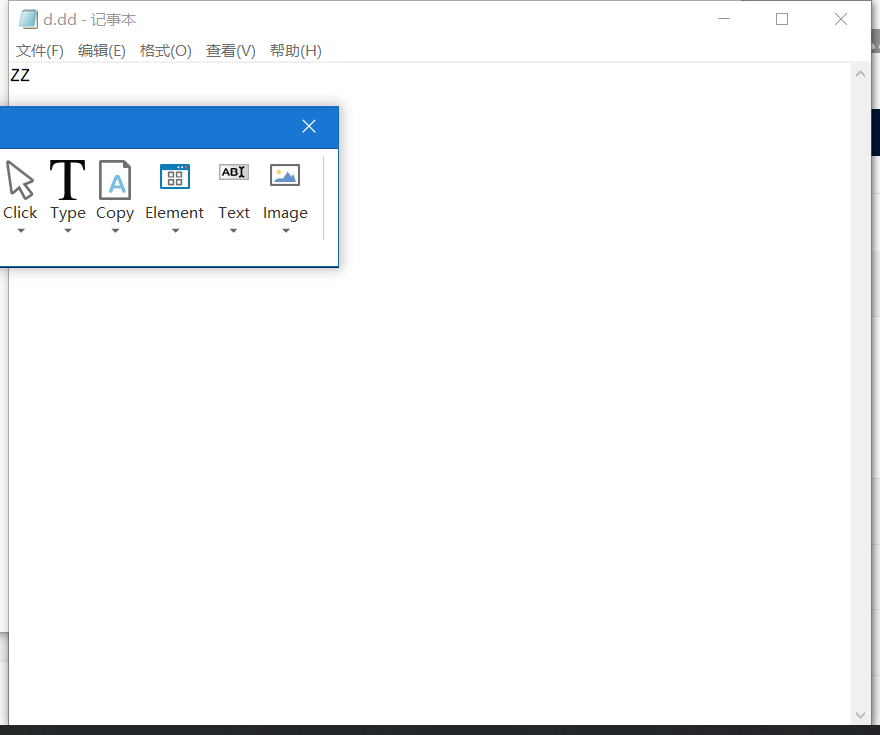 d.dd - 记事本
文件(F) 编辑(E) 格式(O) 查看(V) 帮助(H)
ZZ
T A ABI
Click Type Copy Element Text Image